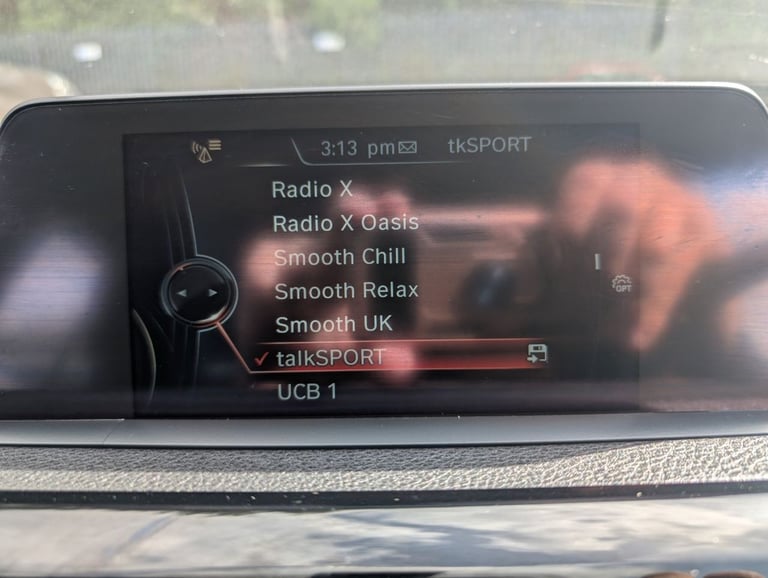 3:13 pm tkSPORT
Radio X
Radio X Oasis
Smooth Chill
Smooth Relax
OPT
Smooth UK
talkSPORT
UCB 1